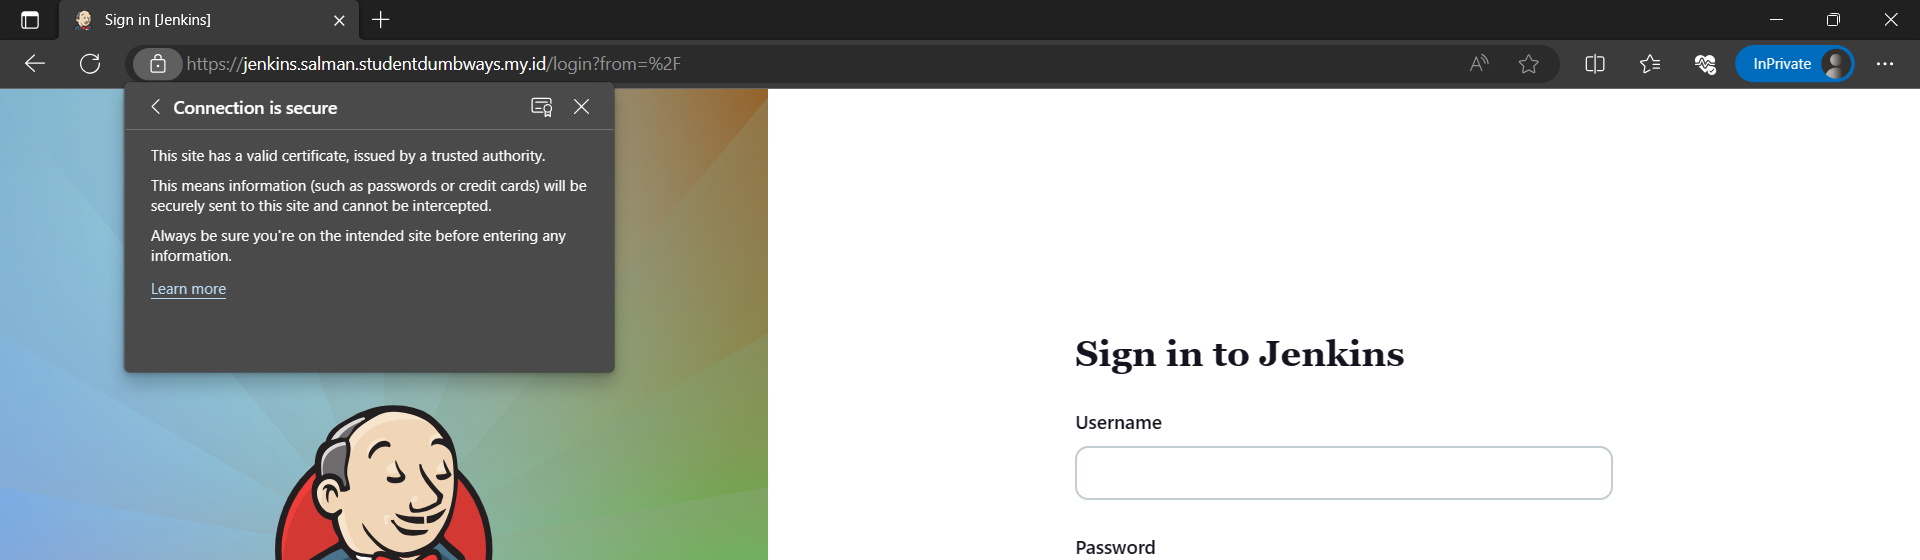 Sign in [Jenkins]
https://jenkins.salman.studentdumbways.my.id/login?from=%2F
InPrivate
Connection is secure
This site has a valid certificate, issued by a trusted authority.
This means information (such as passwords or credit cards) will be
securely sent to this site and cannot be intercepted.
Always be sure you're on the intended site before entering any
information.
Learn more
Sign in to Jenkins
Username
Password